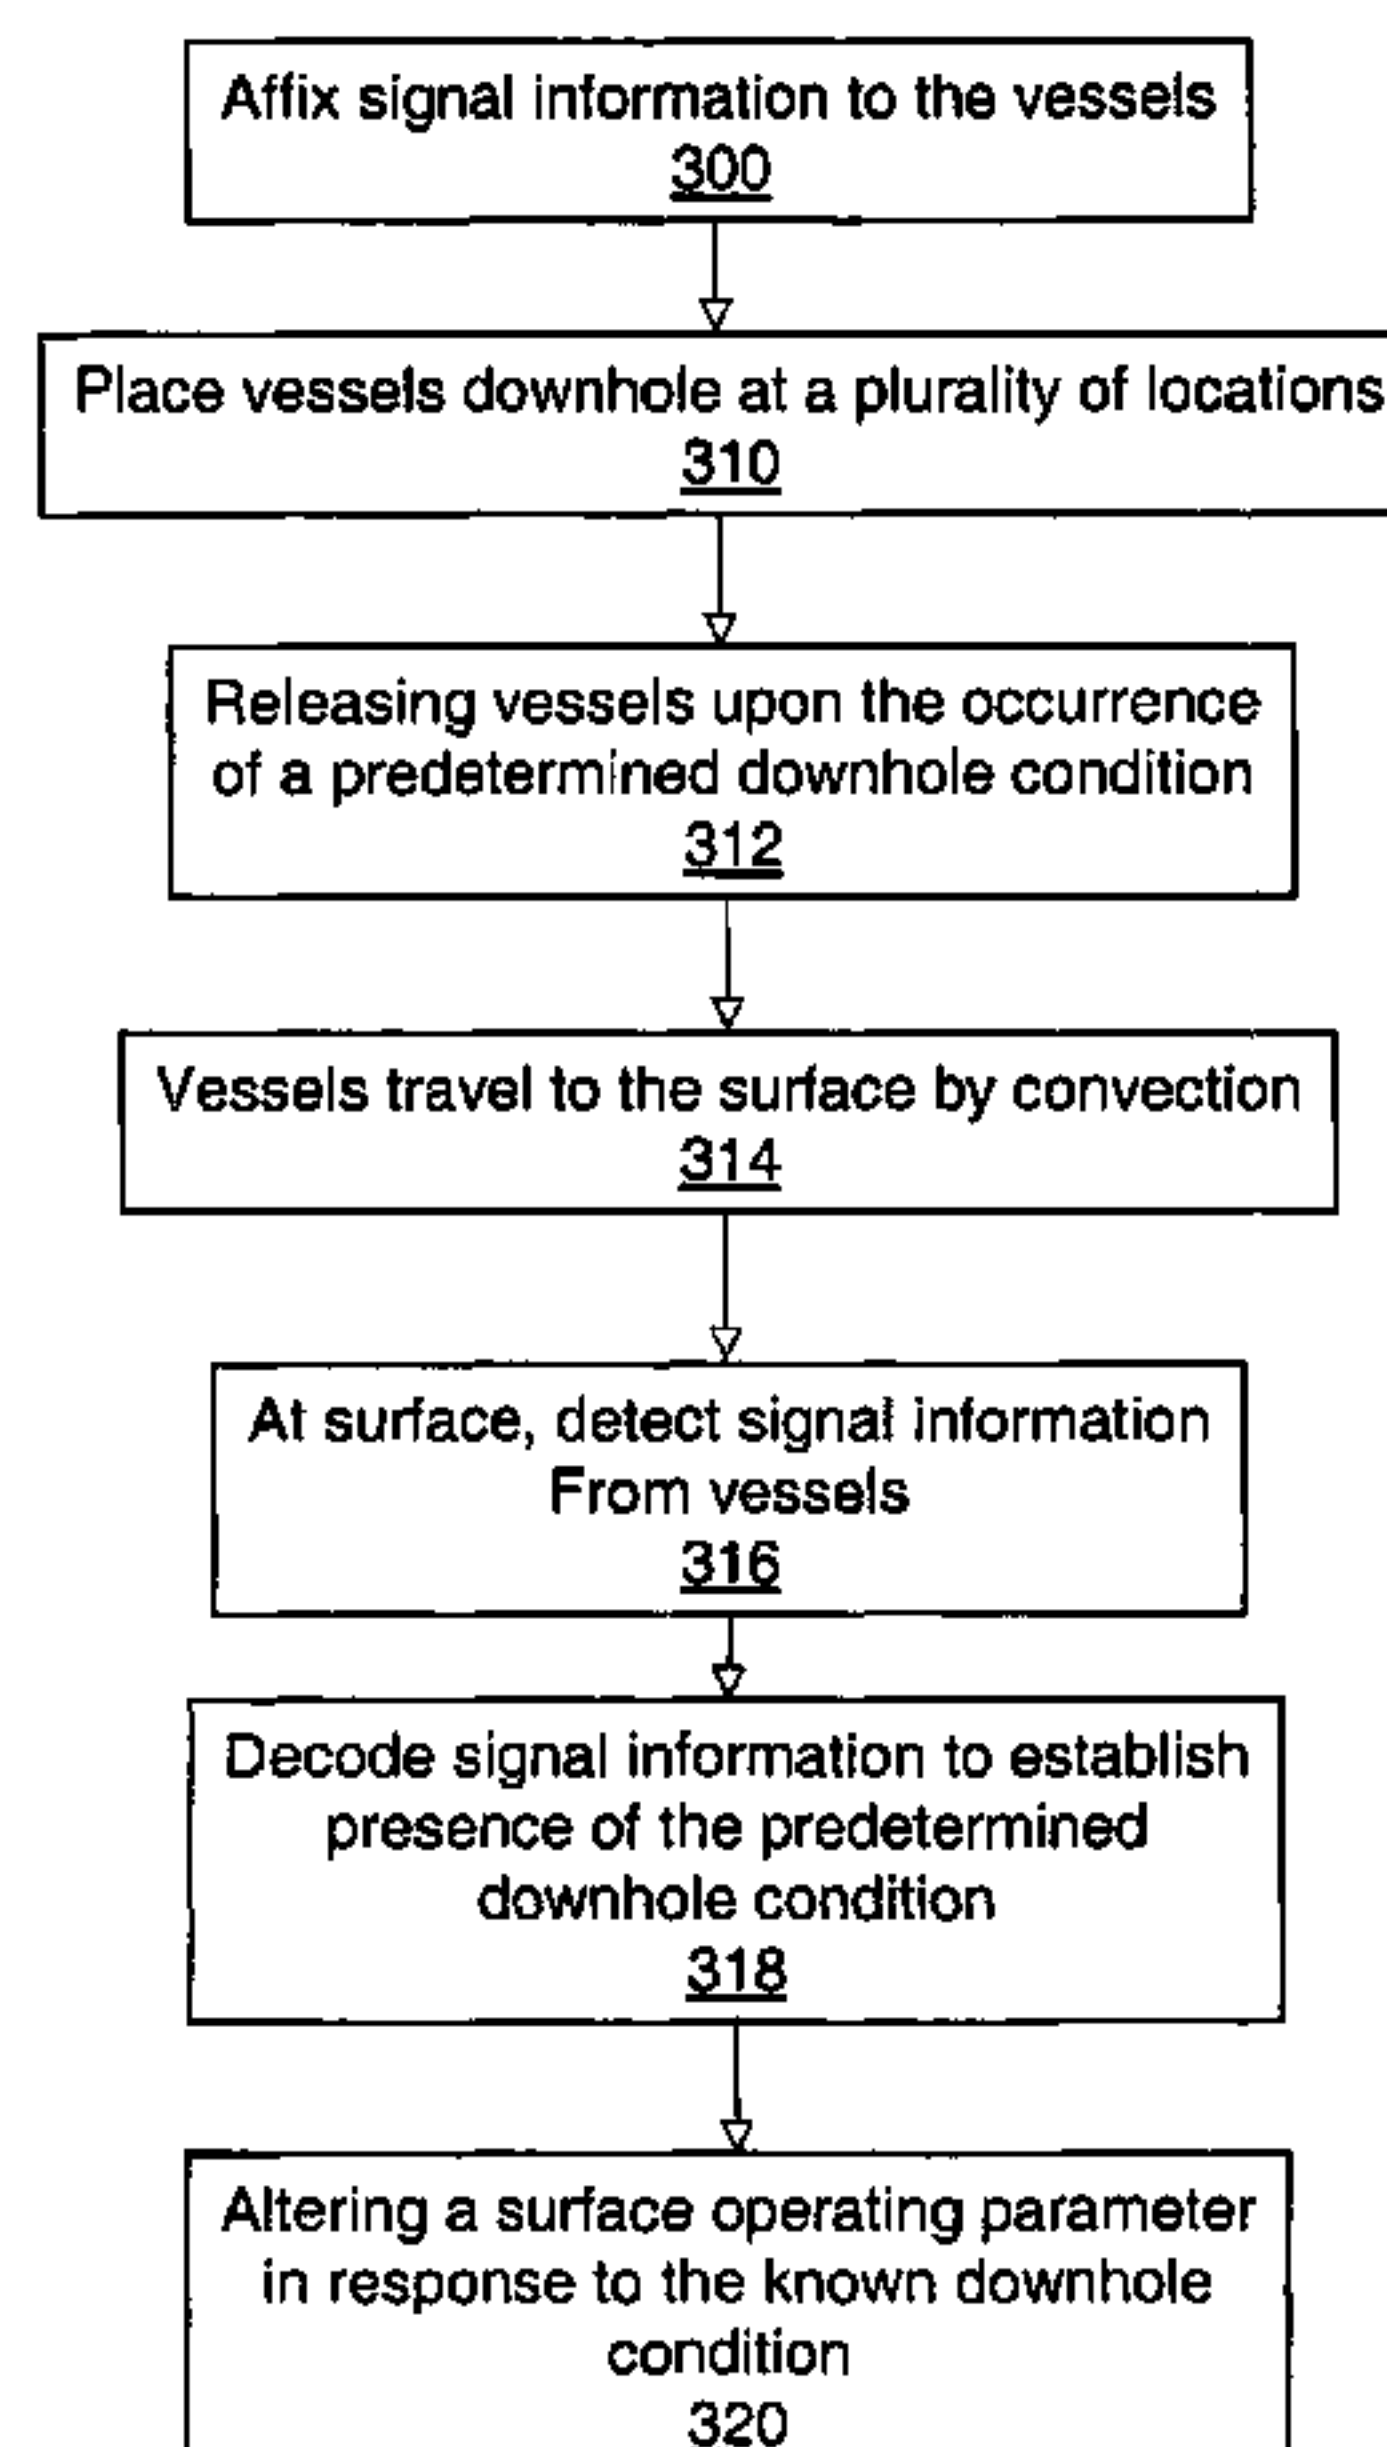 Affix signal information to the vessels
300
Place vessels downhole at a plurality of locations
310
Releasing vessels upon the occurrence
of a predetermined downhole condition
312
Vessels travel to the surface by convection
314
At surface, detect signal information
From vessels
316
Decode signal information to establish
presence of the predetermined
downhole condition
318
Altering a surface operating parameter
in response to the known downhole
condition
320